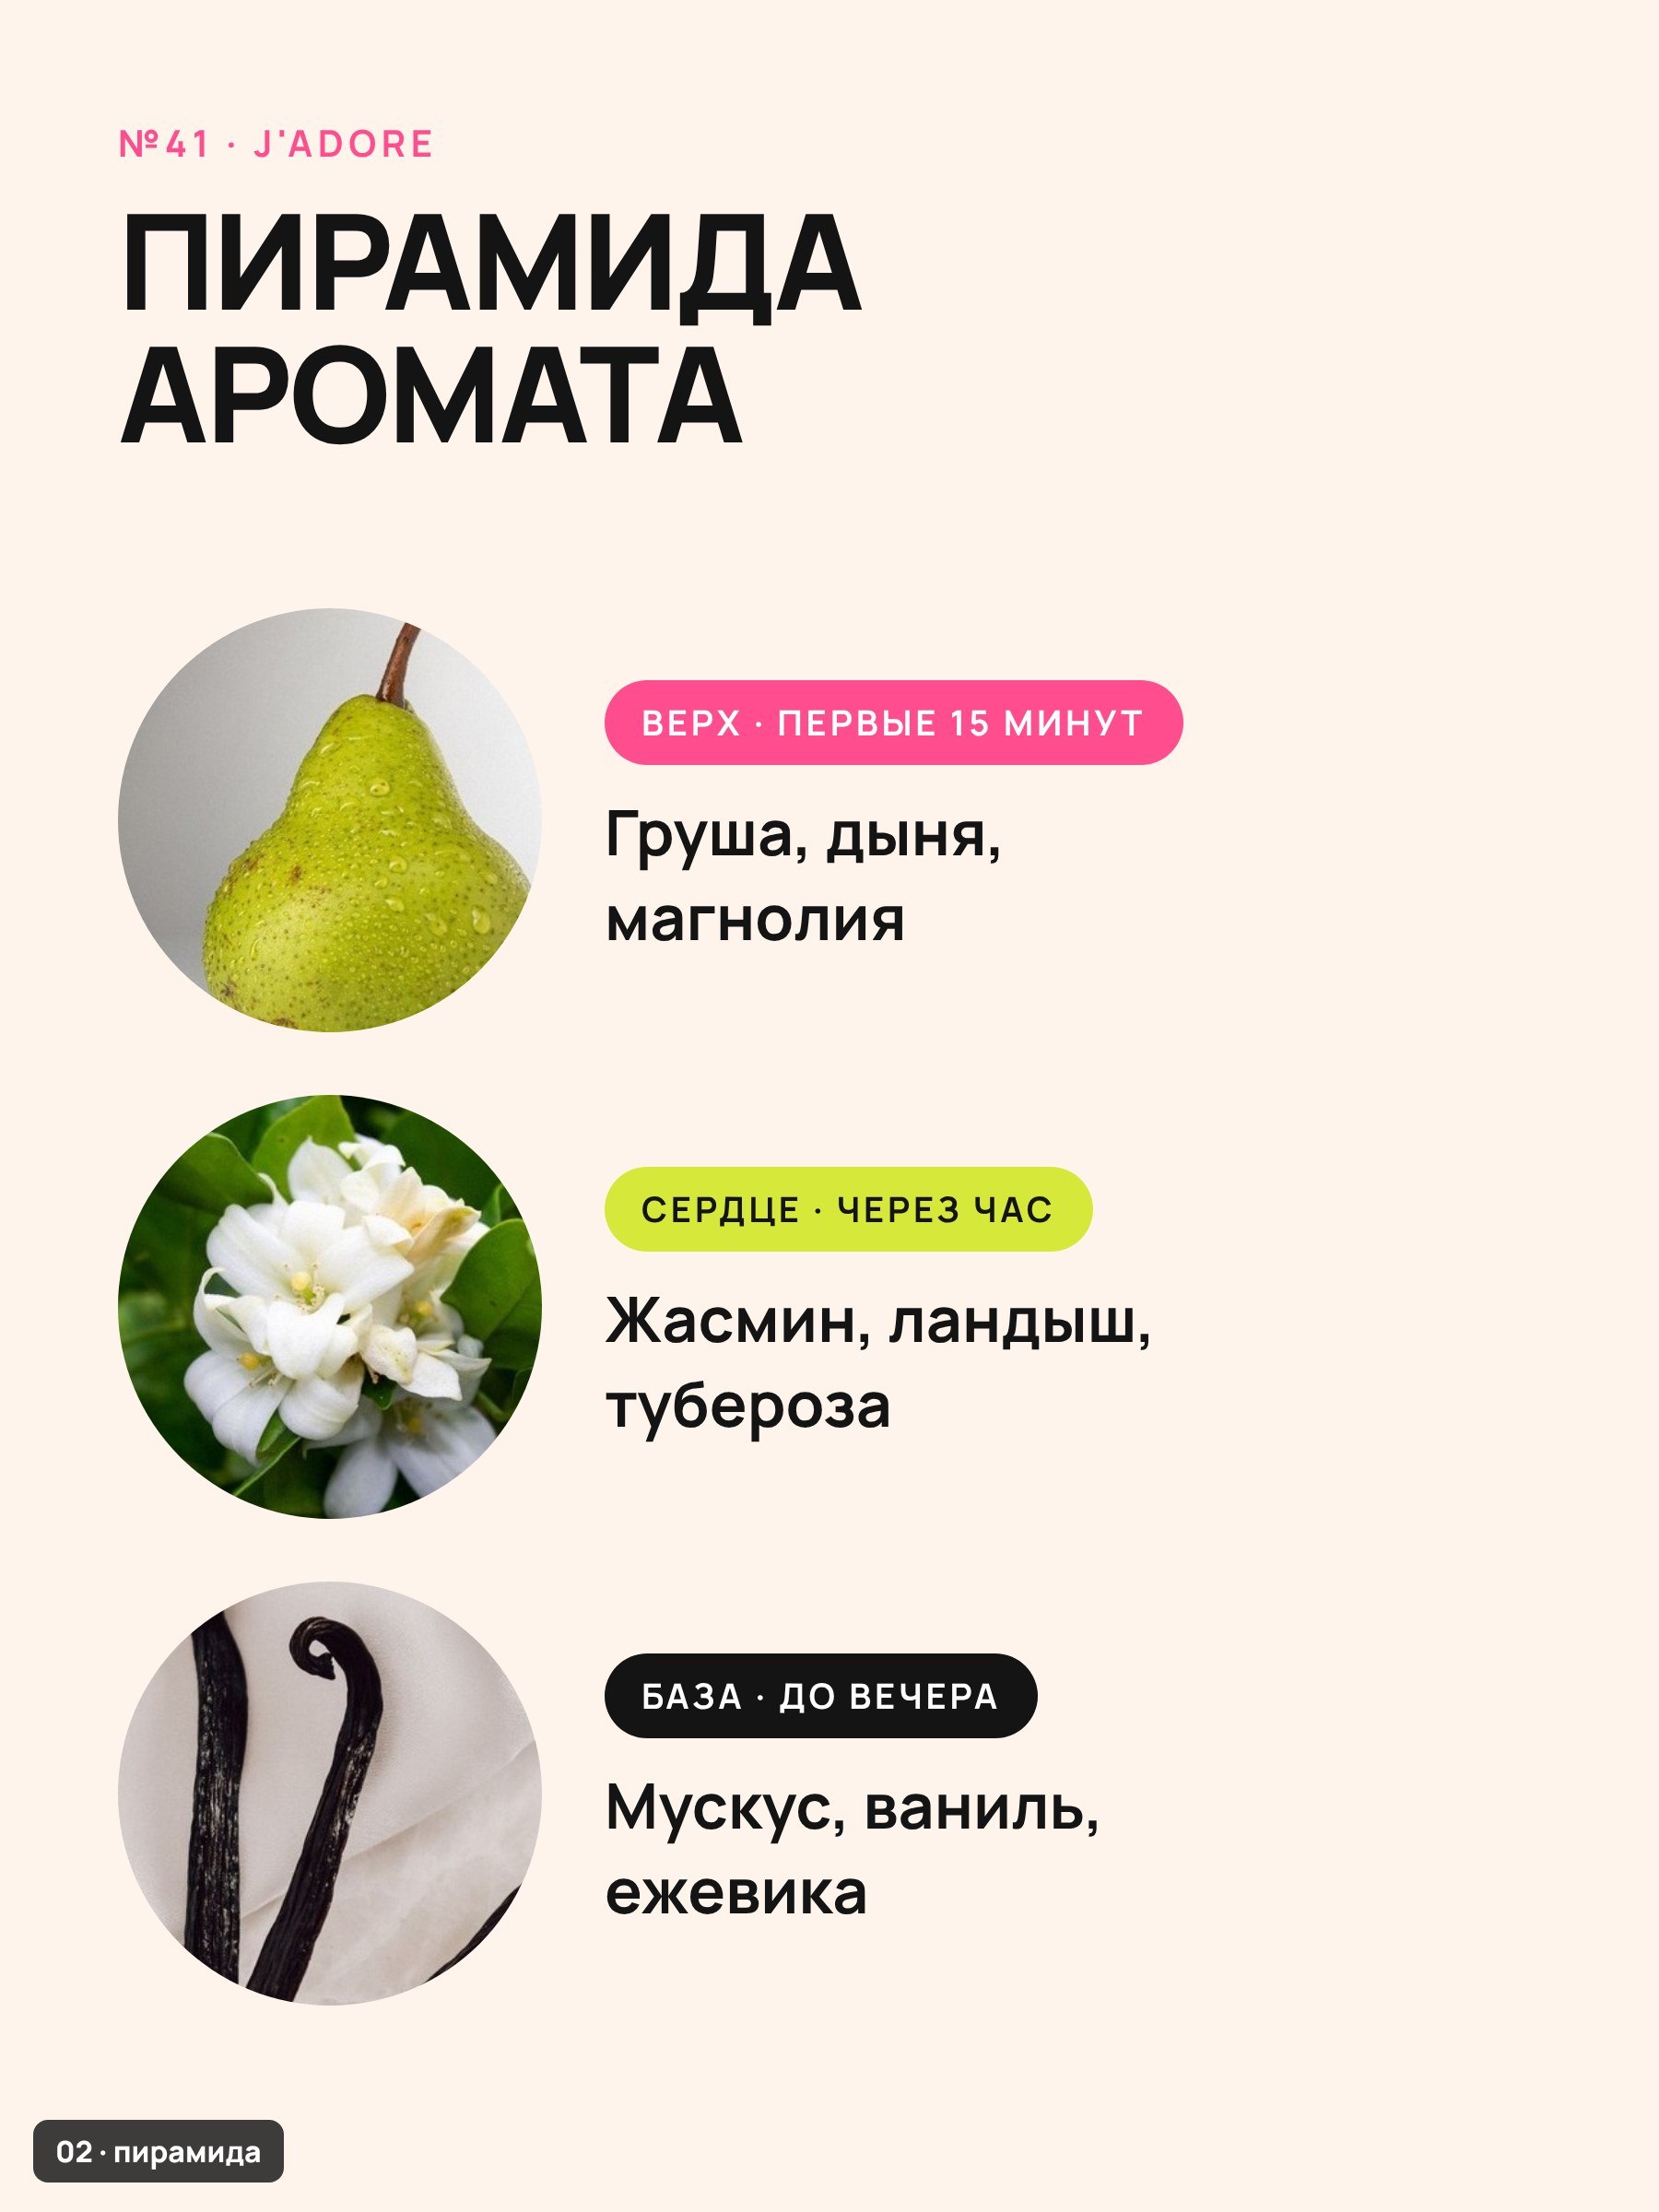 №41 · J'ADORE
ПИРАМИДА
АРОМАТА
ВЕРХ · ПЕРВЫЕ 15 МИНУТ
Груша, дыня,
магнолия
СЕРДЦЕ · ЧЕРЕЗ ЧАС
Жасмин, ландыш,
тубероза
БАЗА · ДО ВЕЧЕРА
Мускус, ваниль,
ежевика
02 · пирамида